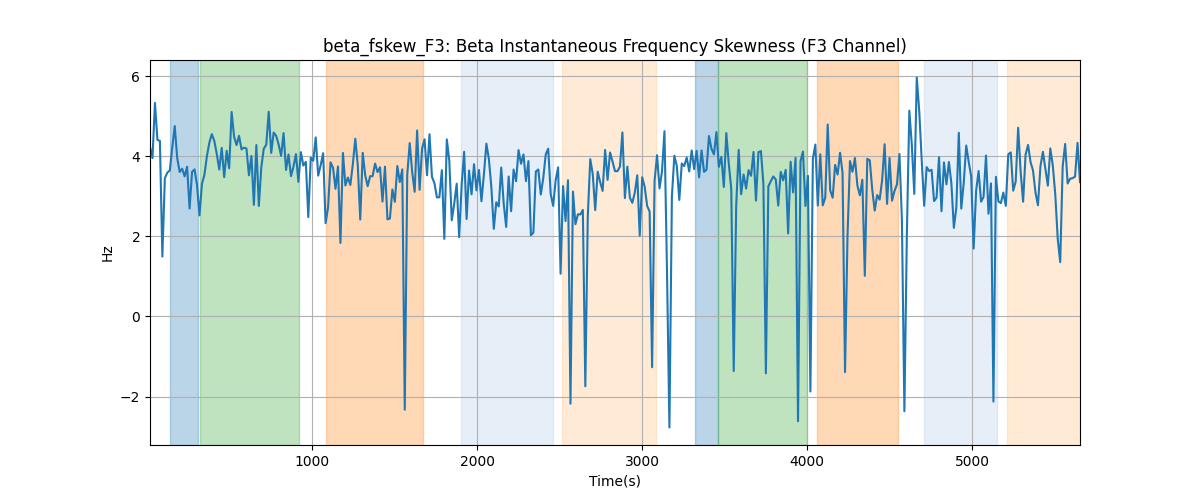 beta_fskew_F3: Beta Instantaneous Frequency Skewness (F3 Channel)
6
4
2
0
−2
Hz
1000 2000 3000 4000 5000
Time(s)